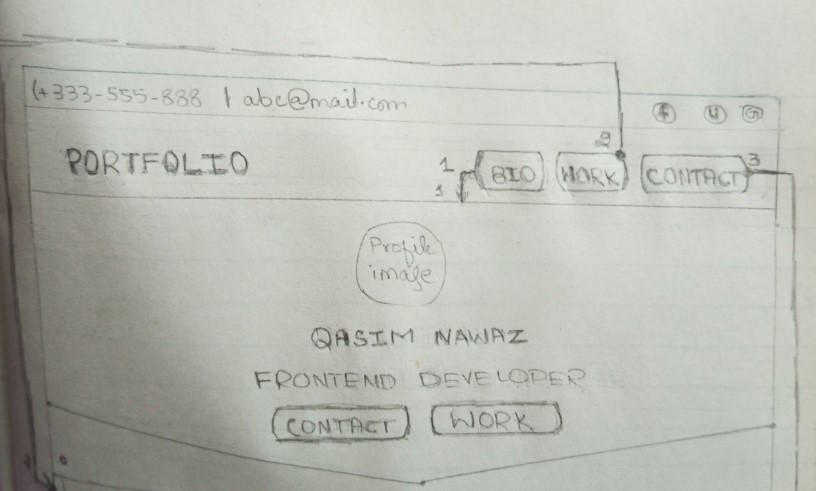 (+333-555-888 | abc@mail.com
PORTFOLIO
1
BIO
2
WORK
CONTACT
3
1
Profile
image
QASIM NAWAZ
FRONTEND DEVELOPER
CONTACT
WORK